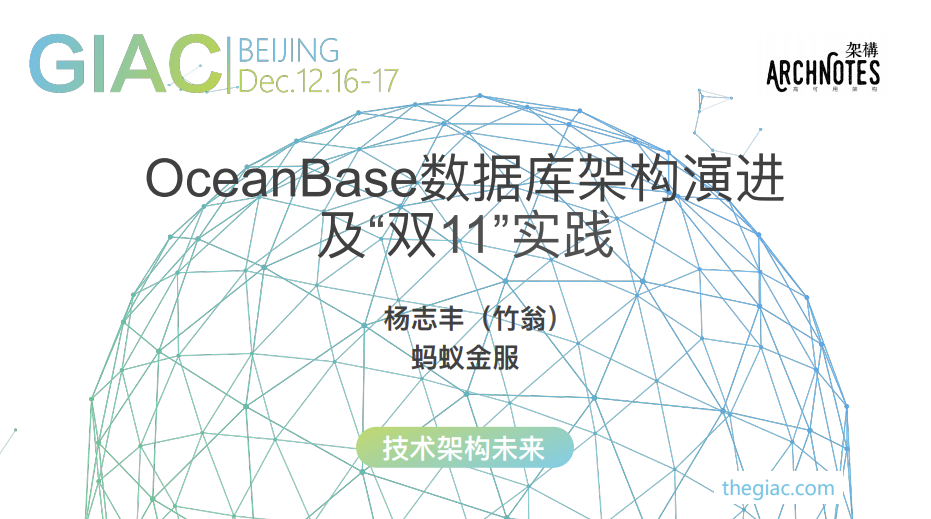 GIAC
BEIJING
Dec.12.16-17
架構
ARCHNOTES
高可用架构
OceanBase数据库架构演进
及“双11”实践
杨志丰（竹翁）
蚂蚁金服
技术架构未来
thegiac.com